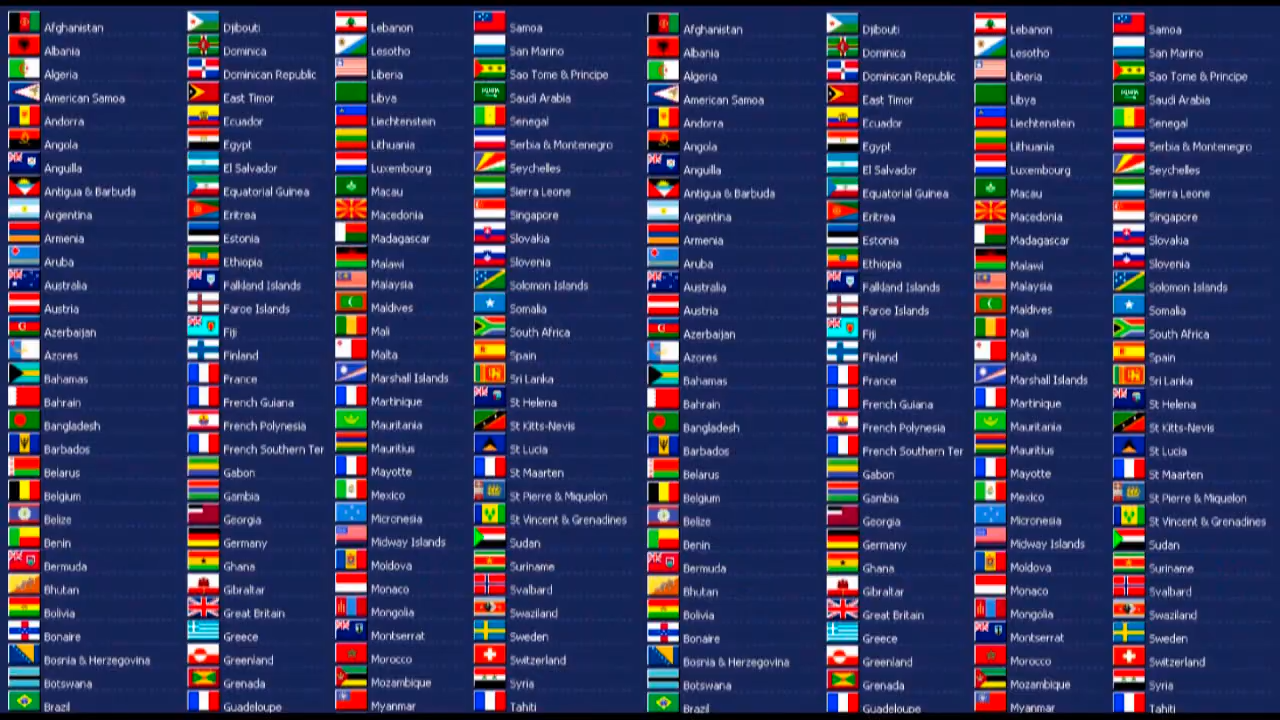 Afghanistan Djibouti Lebanon Samoa Afghanistan Djibouti Lebanon Samoa
Albania Dominica Lesotho San Marino Albania Dominica Lesotho San Marino
Algeria Dominican Republic Liberia Sao Tome & Principe Algeria Dominican Republic Liberia Sao Tome & Principe
American Samoa East Timor Libya Saudi Arabia American Samoa East Timor Libya Saudi Arabia
Andorra Ecuador Liechtenstein Senegal Andorra Ecuador Liechtenstein Senegal
Angola Egypt Lithuania Serbia & Montenegro Angola Egypt Lithuania Serbia & Montenegro
Anguilla El Salvador Luxembourg Seychelles Anguilla El Salvador Luxembourg Seychelles
Antigua & Barbuda Equatorial Guinea Macau Sierra Leone Antigua & Barbuda Equatorial Guinea Macau Sierra Leone
Argentina Eritrea Macedonia Singapore Argentina Eritrea Macedonia Singapore
Armenia Estonia Madagascar Slovakia Armenia Estonia Madagascar Slovakia
Aruba Ethiopia Malawi Slovenia Aruba Ethiopia Malawi Slovenia
Australia Falkland Islands Malaysia Solomon Islands Australia Falkland Islands Malaysia Solomon Islands
Austria Faroe Islands Maldives Somalia Austria Faroe Islands Maldives Somalia
Azerbaijan Fiji Mali South Africa Azerbaijan Fiji Mali South Africa
Azores Finland Malta Spain Azores Finland Malta Spain
Bahamas France Marshall Islands Sri Lanka Bahamas France Marshall Islands Sri Lanka
Bahrain French Guiana Martinique St Helena Bahrain French Guiana Martinique St Helena
Bangladesh French Polynesia Mauritania St Kitts-Nevis Bangladesh French Polynesia Mauritania St Kitts-Nevis
Barbados French Southern Ter Mauritius St Lucia Barbados French Southern Ter Mauritius St Lucia
Belarus Gabon Mayotte St Maarten Belarus Gabon Mayotte St Maarten
Belgium Gambia Mexico St Pierre & Miquelon Belgium Gambia Mexico St Pierre & Miquelon
Belize Georgia Micronesia St Vincent & Grenadines Belize Georgia Micronesia St Vincent & Grenadines
Benin Germany Midway Islands Sudan Benin Germany Midway Islands Sudan
Bermuda Ghana Moldova Suriname Bermuda Ghana Moldova Suriname
Bhutan Gibraltar Monaco Svalbard Bhutan Gibraltar Monaco Svalbard
Bolivia Great Britain Mongolia Swaziland Bolivia Great Britain Mongolia Swaziland
Bonaire Greece Montserrat Sweden Bonaire Greece Montserrat Sweden
Bosnia & Herzegovina Greenland Morocco Switzerland Bosnia & Herzegovina Greenland Morocco Switzerland
Botswana Grenada Mozambique Syria Botswana Grenada Mozambique Syria
Brazil Guadeloupe Myanmar Tahiti Brazil Guadeloupe Myanmar Tahiti